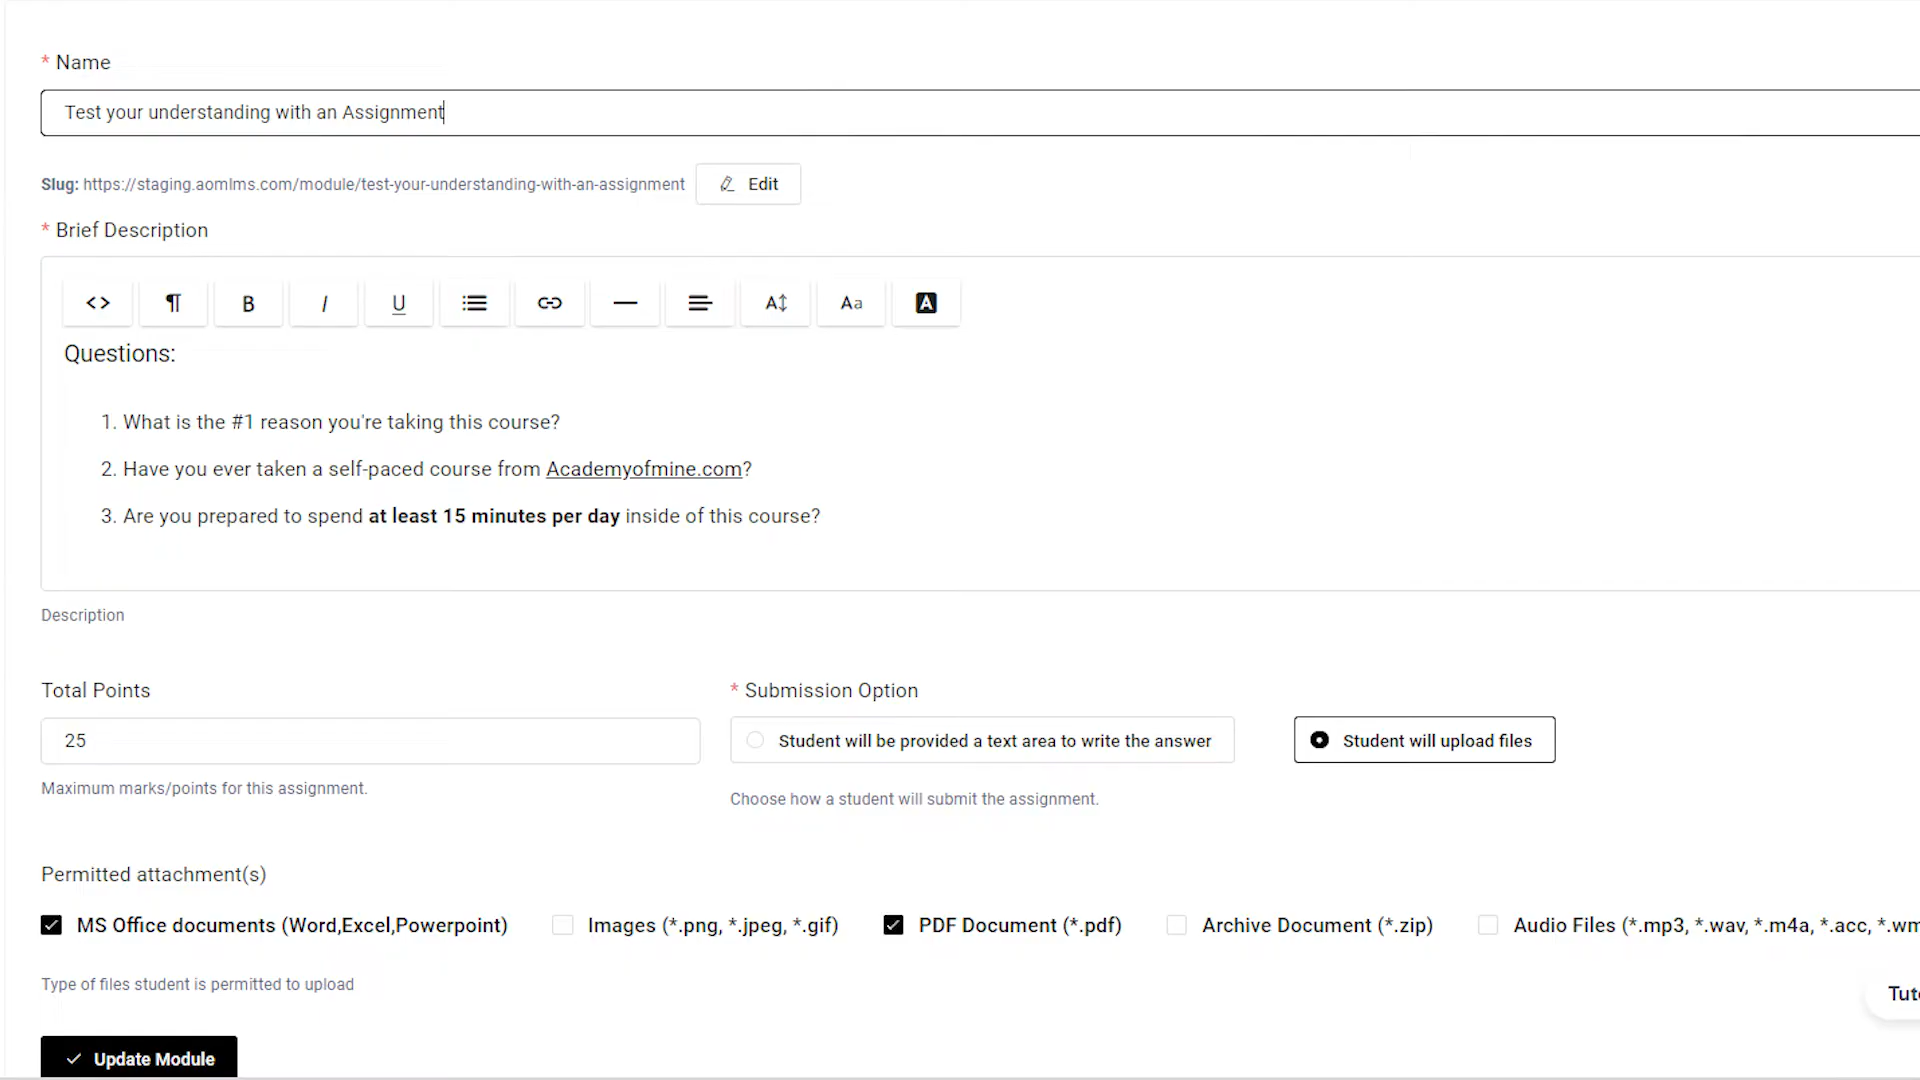 * Name
Test your understanding with an Assignment
Slug: https://staging.aomlms.com/module/test-your-understanding-with-an-assignment Edit
* Brief Description
<> ¶ B I U A↕ Aa A
Questions:
1. What is the #1 reason you're taking this course?
2. Have you ever taken a self-paced course from Academyofmine.com?
3. Are you prepared to spend at least 15 minutes per day inside of this course?
Description
Total Points * Submission Option
25 Student will be provided a text area to write the answer Student will upload files
Maximum marks/points for this assignment.
Choose how a student will submit the assignment.
Permitted attachment(s)
MS Office documents (Word,Excel,Powerpoint) Images (*.png, *.jpeg, *.gif) PDF Document (*.pdf) Archive Document (*.zip) Audio Files (*.mp3, *.wav, *.m4a, *.acc, *.wm
Type of files student is permitted to upload
Tut
Update Module